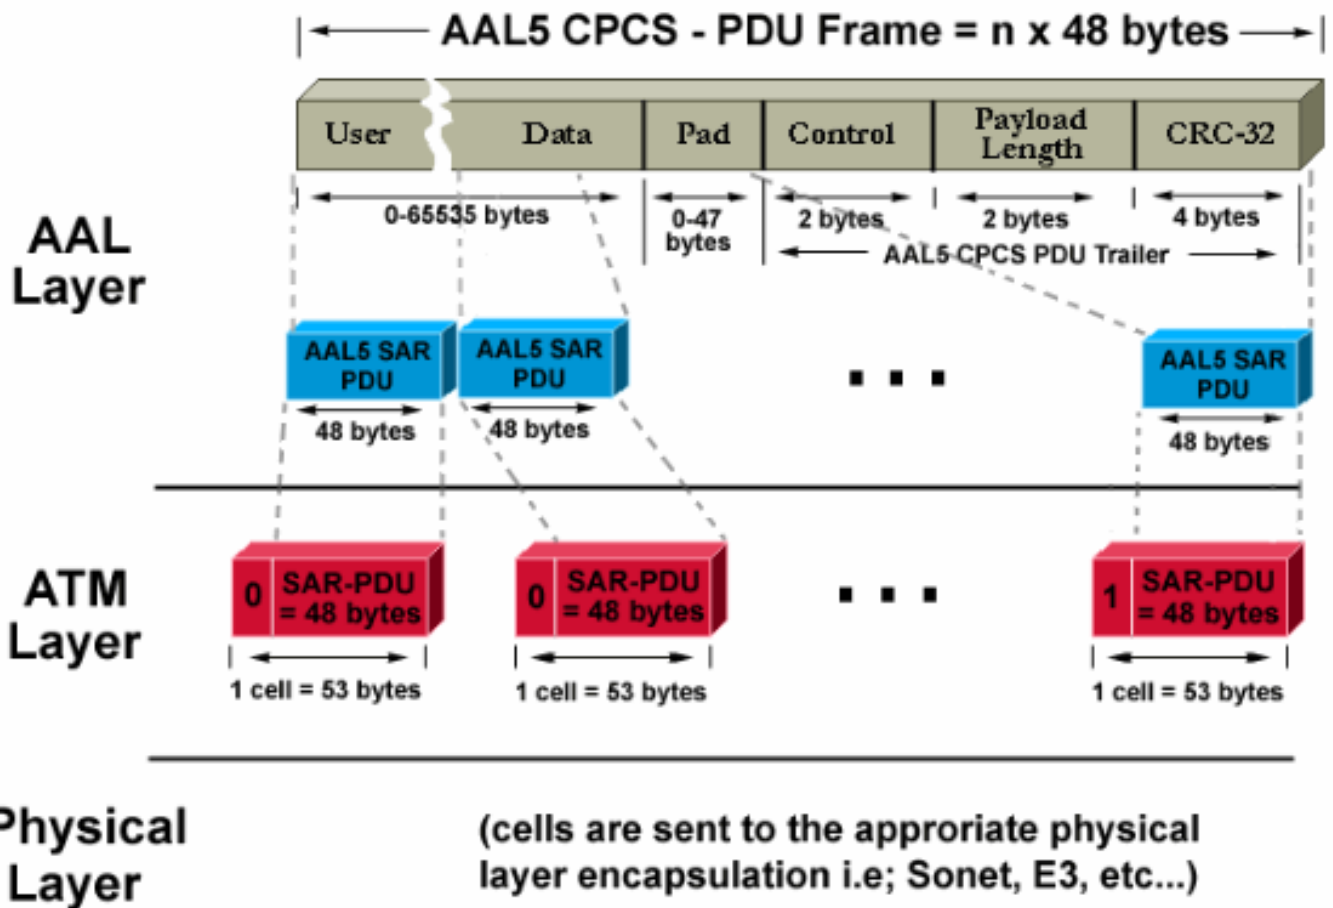 AAL5 CPCS - PDU Frame = n x 48 bytes
User Data Pad Control Payload Length CRC-32
0-65535 bytes
0-47 bytes
2 bytes
2 bytes
4 bytes
AAL5 CPCS PDU Trailer
AAL
Layer
AAL5 SAR
PDU
48 bytes
AAL5 SAR
PDU
48 bytes
. . .
AAL5 SAR
PDU
48 bytes
ATM
Layer
0 SAR-PDU
= 48 bytes
1 cell = 53 bytes
0 SAR-PDU
= 48 bytes
1 cell = 53 bytes
. . .
1 SAR-PDU
= 48 bytes
1 cell = 53 bytes
Physical
Layer
(cells are sent to the approriate physical
layer encapsulation i.e; Sonet, E3, etc...)